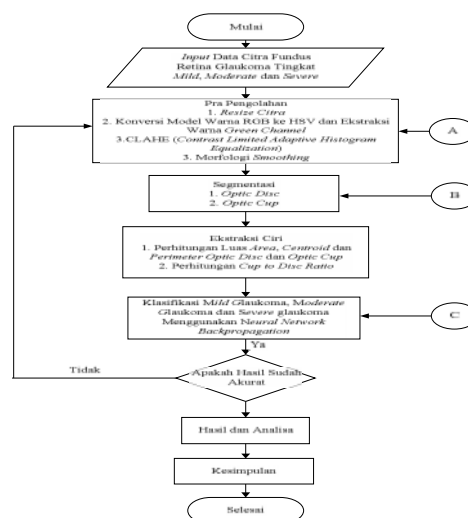 Mulai
Input Data Citra Fundus
Retina Glaukoma Tingkat
Mild, Moderate dan Severe
Pra Pengolahan
1. Resize Citra
2. Konversi Model Warna RGB ke HSV dan Ekstraksi
Warna Green Channel
3.CLAHE (Contrast Limited Adaptive Histogram
Equalization)
3. Morfologi Smoothing
A
Segmentasi
1. Optic Disc
2. Optic Cup
B
Ekstraksi Ciri
1. Perhitungan Luas Area, Centroid dan
Perimeter Optic Disc dan Optic Cup
2. Perhitungan Cup to Disc Ratio
Klasifikasi Mild Glaukoma, Moderate
Glaukoma dan Severe glaukoma
Menggunakan Neural Network
Backpropagation
C
Ya
Tidak
Apakah Hasil Sudah
Akurat
Hasil dan Analisa
Kesimpulan
Selesai